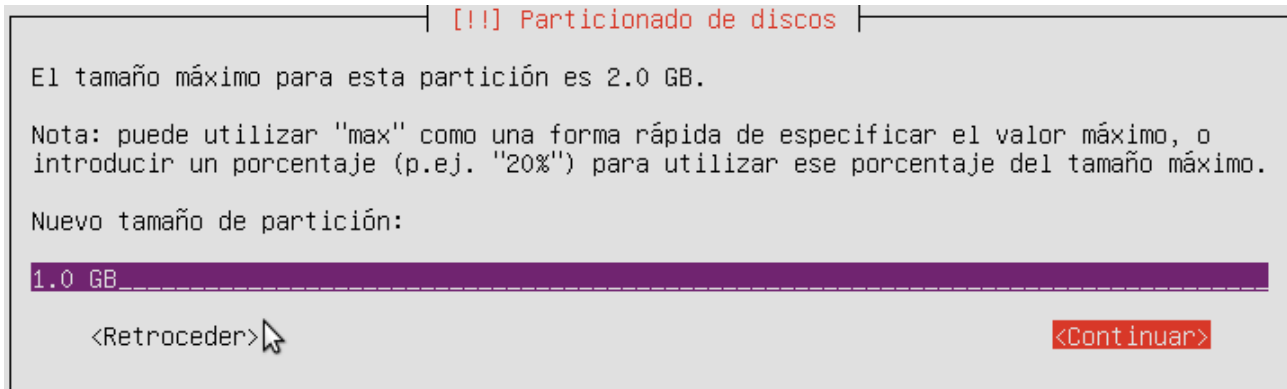 [!!] Particionado de discos
El tamaño máximo para esta partición es 2.0 GB.
Nota: puede utilizar "max" como una forma rápida de especificar el valor máximo, o
introducir un porcentaje (p.ej. "20%") para utilizar ese porcentaje del tamaño máximo.
Nuevo tamaño de partición:
1.0 GB
<Retroceder> <Continuar>